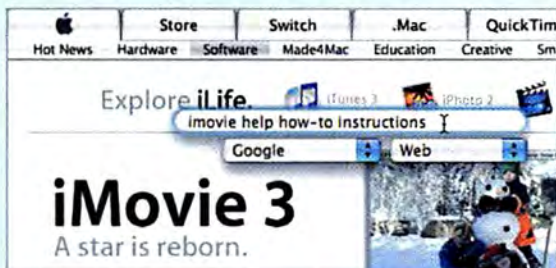 Store Switch .Mac QuickTim
Hot News Hardware Software Made4Mac Education Creative Sm
Explore iLife. iTunes 3 iPhoto 2
imovie help how-to instructions
Google Web
iMovie 3
A star is reborn.